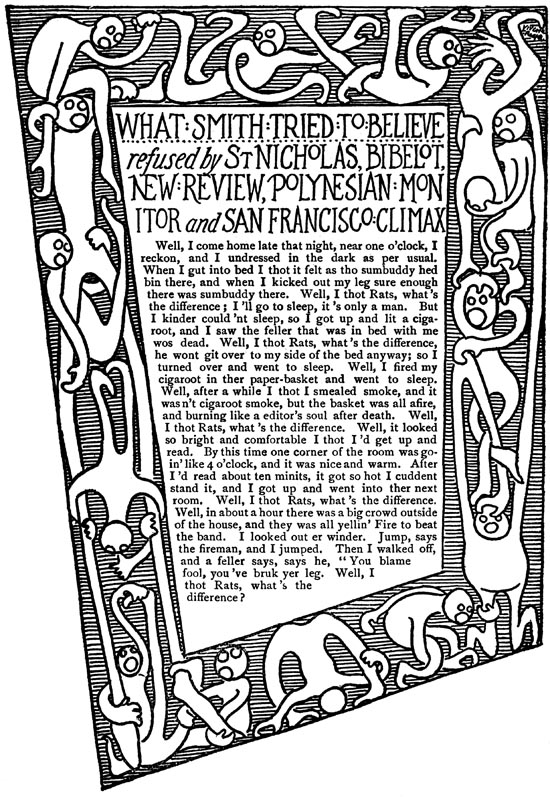 WHAT:SMITH:TRIED:TO:BELIEVE
refused by ST NICHOLAS, BIBELOT,
NEW:REVIEW, POLYNESIAN:MON
ITOR and SAN FRANCISCO:CLIMAX
Well, I come home late that night, near one o'clock, I
reckon, and I undressed in the dark as per usual.
When I gut into bed I thot it felt as tho sumbuddy hed
bin there, and when I kicked out my leg sure enough
there was sumbuddy there. Well, I thot Rats, what's
the difference; I'll go to sleep, it's only a man. But
I kinder could'nt sleep, so I got up and lit a ciga-
root, and I saw the feller that was in bed with me
wos dead. Well, I thot Rats, what's the difference,
he wont git over to my side of the bed anyway; so I
turned over and went to sleep. Well, I fired my
cigaroot in ther paper-basket and went to sleep.
Well, after a while I thot I smealed smoke, and it
wasn't cigaroot smoke, but the basket was all afire,
and burning like a editor's soul after death. Well,
I thot Rats, what's the difference. Well, it looked
so bright and comfortable I thot I'd get up and
read. By this time one corner of the room was go-
in' like 4 o'clock, and it was nice and warm. After
I'd read about ten minits, it got so hot I cuddent
stand it, and I got up and went into ther next
room. Well, I thot Rats, what's the difference.
Well, in about a hour there was a big crowd outside
of the house, and they was all yellin' Fire to beat
the band. I looked out er winder. Jump, says
the fireman, and I jumped. Then I walked off,
and a feller says, says he, "You blame
fool, you've bruk yer leg. Well, I
thot Rats, what's the
difference?